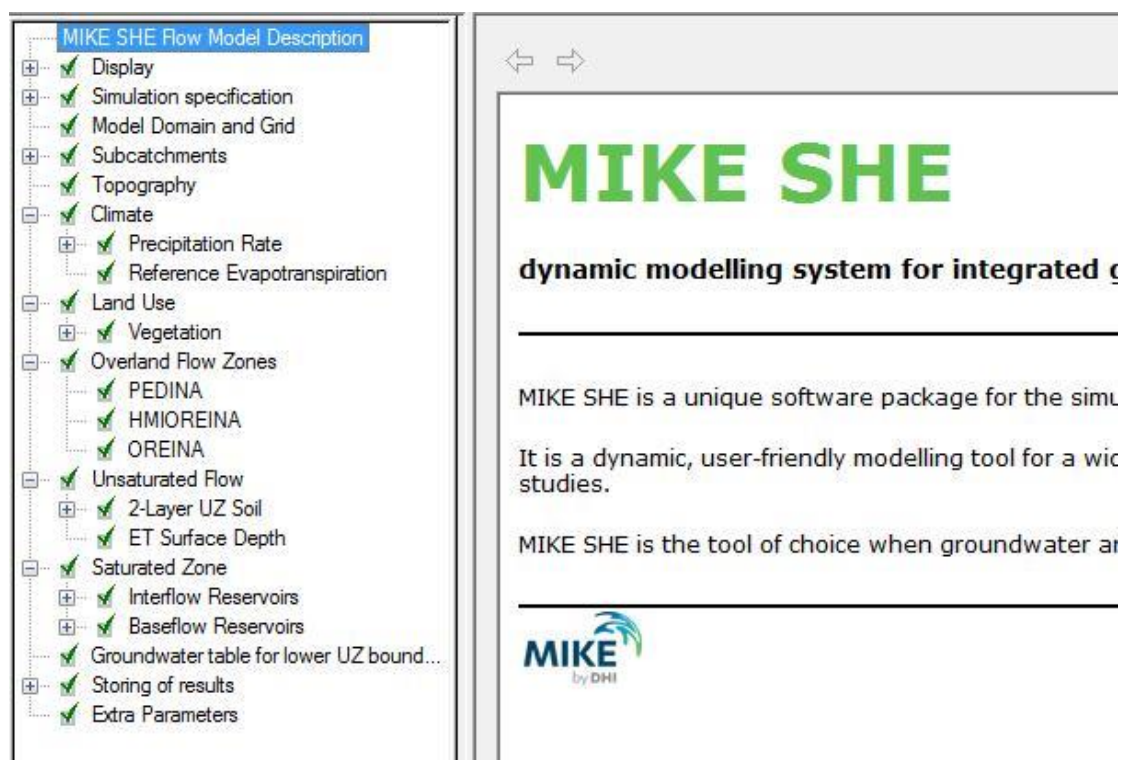 MIKE SHE Flow Model Description
Display
Simulation specification
Model Domain and Grid
Subcatchments
Topography
Climate
Precipitation Rate
Reference Evapotranspiration
Land Use
Vegetation
Overland Flow Zones
PEDINA
HMIOREINA
OREINA
Unsaturated Flow
2-Layer UZ Soil
ET Surface Depth
Saturated Zone
Interflow Reservoirs
Baseflow Reservoirs
Groundwater table for lower UZ bound...
Storing of results
Extra Parameters
MIKE SHE
dynamic modelling system for integrated g
MIKE SHE is a unique software package for the simu
It is a dynamic, user-friendly modelling tool for a wid
studies.
MIKE SHE is the tool of choice when groundwater an
MIKE
by DHI